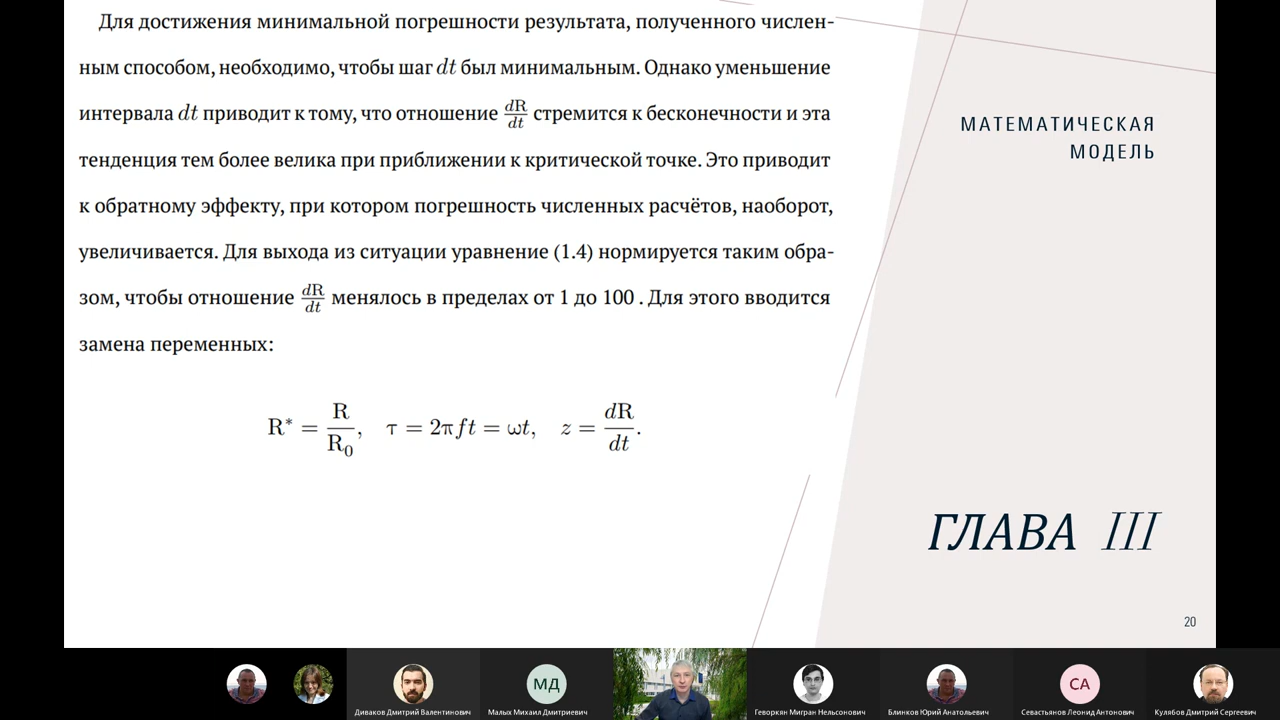 Для достижения минимальной погрешности результата, полученного числен-
ным способом, необходимо, чтобы шаг dt был минимальным. Однако уменьшение
интервала dt приводит к тому, что отношение dR/dt стремится к бесконечности и эта
тенденция тем более велика при приближении к критической точке. Это приводит
к обратному эффекту, при котором погрешность численных расчётов, наоборот,
увеличивается. Для выхода из ситуации уравнение (1.4) нормируется таким обра-
зом, чтобы отношение dR/dt менялось в пределах от 1 до 100 . Для этого вводится
замена переменных:
R* = R/R₀, τ = 2πft = ωt, z = dR/dt.
МАТЕМАТИЧЕСКАЯ
МОДЕЛЬ
ГЛАВА III
20
МД
СА
Диваков Дмитрий Валентинович
Малых Михаил Дмитриевич
Геворкян Мигран Нельсонович
Блинков Юрий Анатольевич
Севастьянов Леонид Антонович
Кулябов Дмитрий Сергеевич